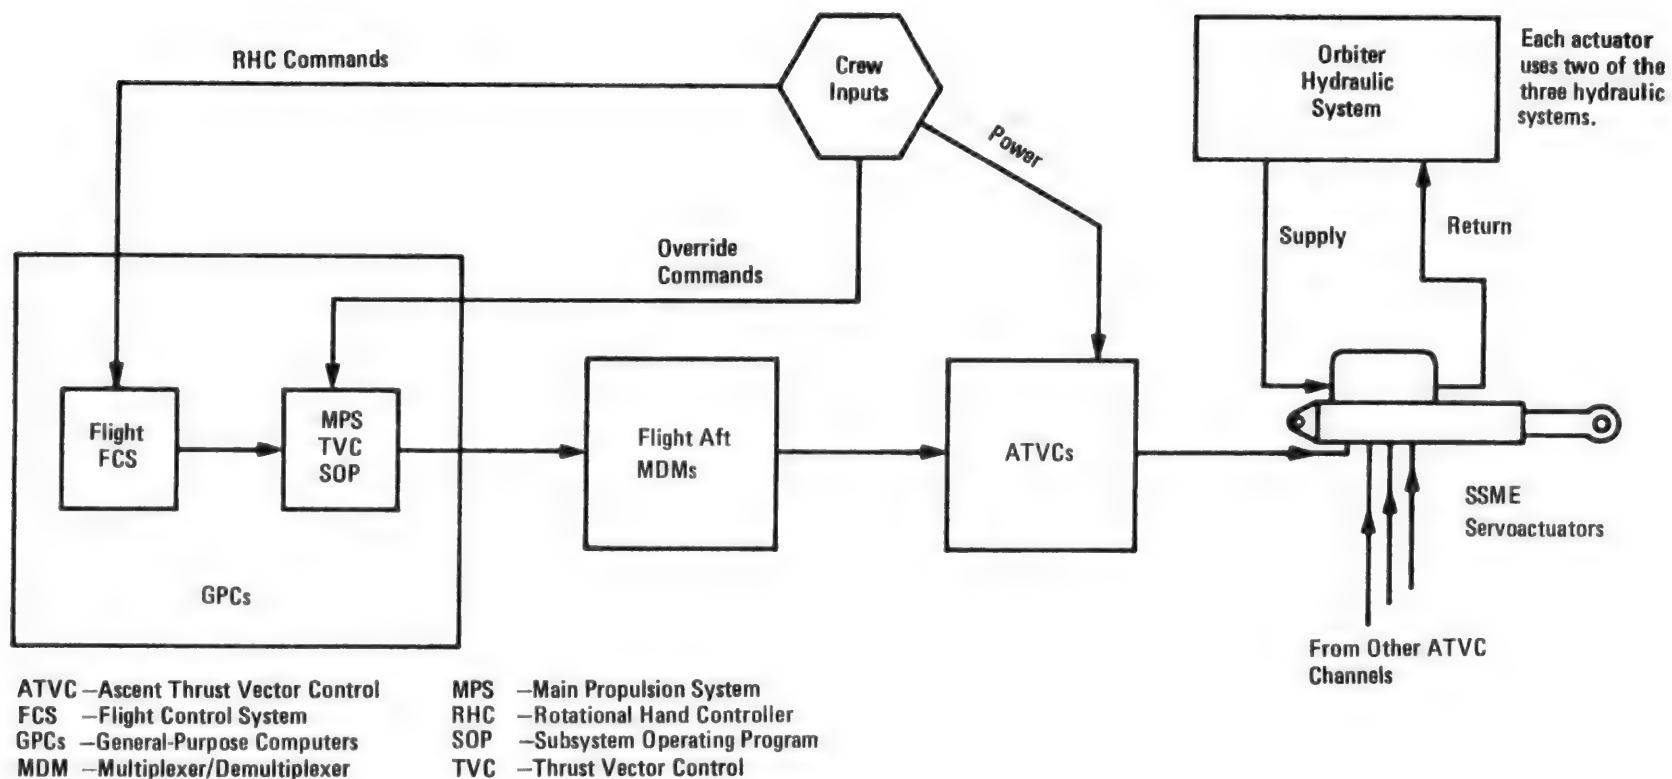 RHC Commands
Crew
Inputs
Power
Orbiter
Hydraulic
System
Each actuator
uses two of the
three hydraulic
systems.
Override
Commands
Supply
Return
Flight
FCS
MPS
TVC
SOP
Flight Aft
MDMs
ATVCs
SSME
Servoactuators
GPCs
From Other ATVC
Channels
ATVC –Ascent Thrust Vector Control
FCS –Flight Control System
GPCs –General-Purpose Computers
MDM –Multiplexer/Demultiplexer
MPS –Main Propulsion System
RHC –Rotational Hand Controller
SOP –Subsystem Operating Program
TVC –Thrust Vector Control